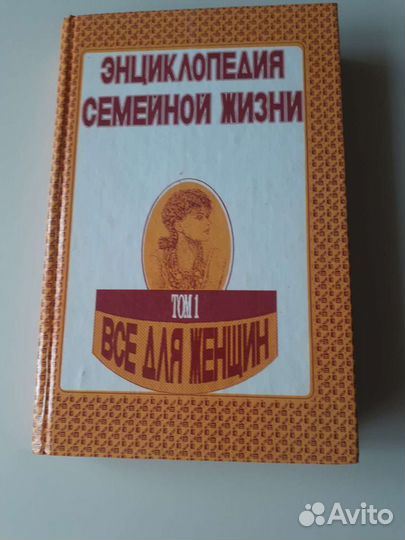 ЭНЦИКЛОПЕДИЯ
СЕМЕЙНОЙ ЖИЗНИ
ТОМ 1
ВСЕ ДЛЯ ЖЕНЩИН
Avito